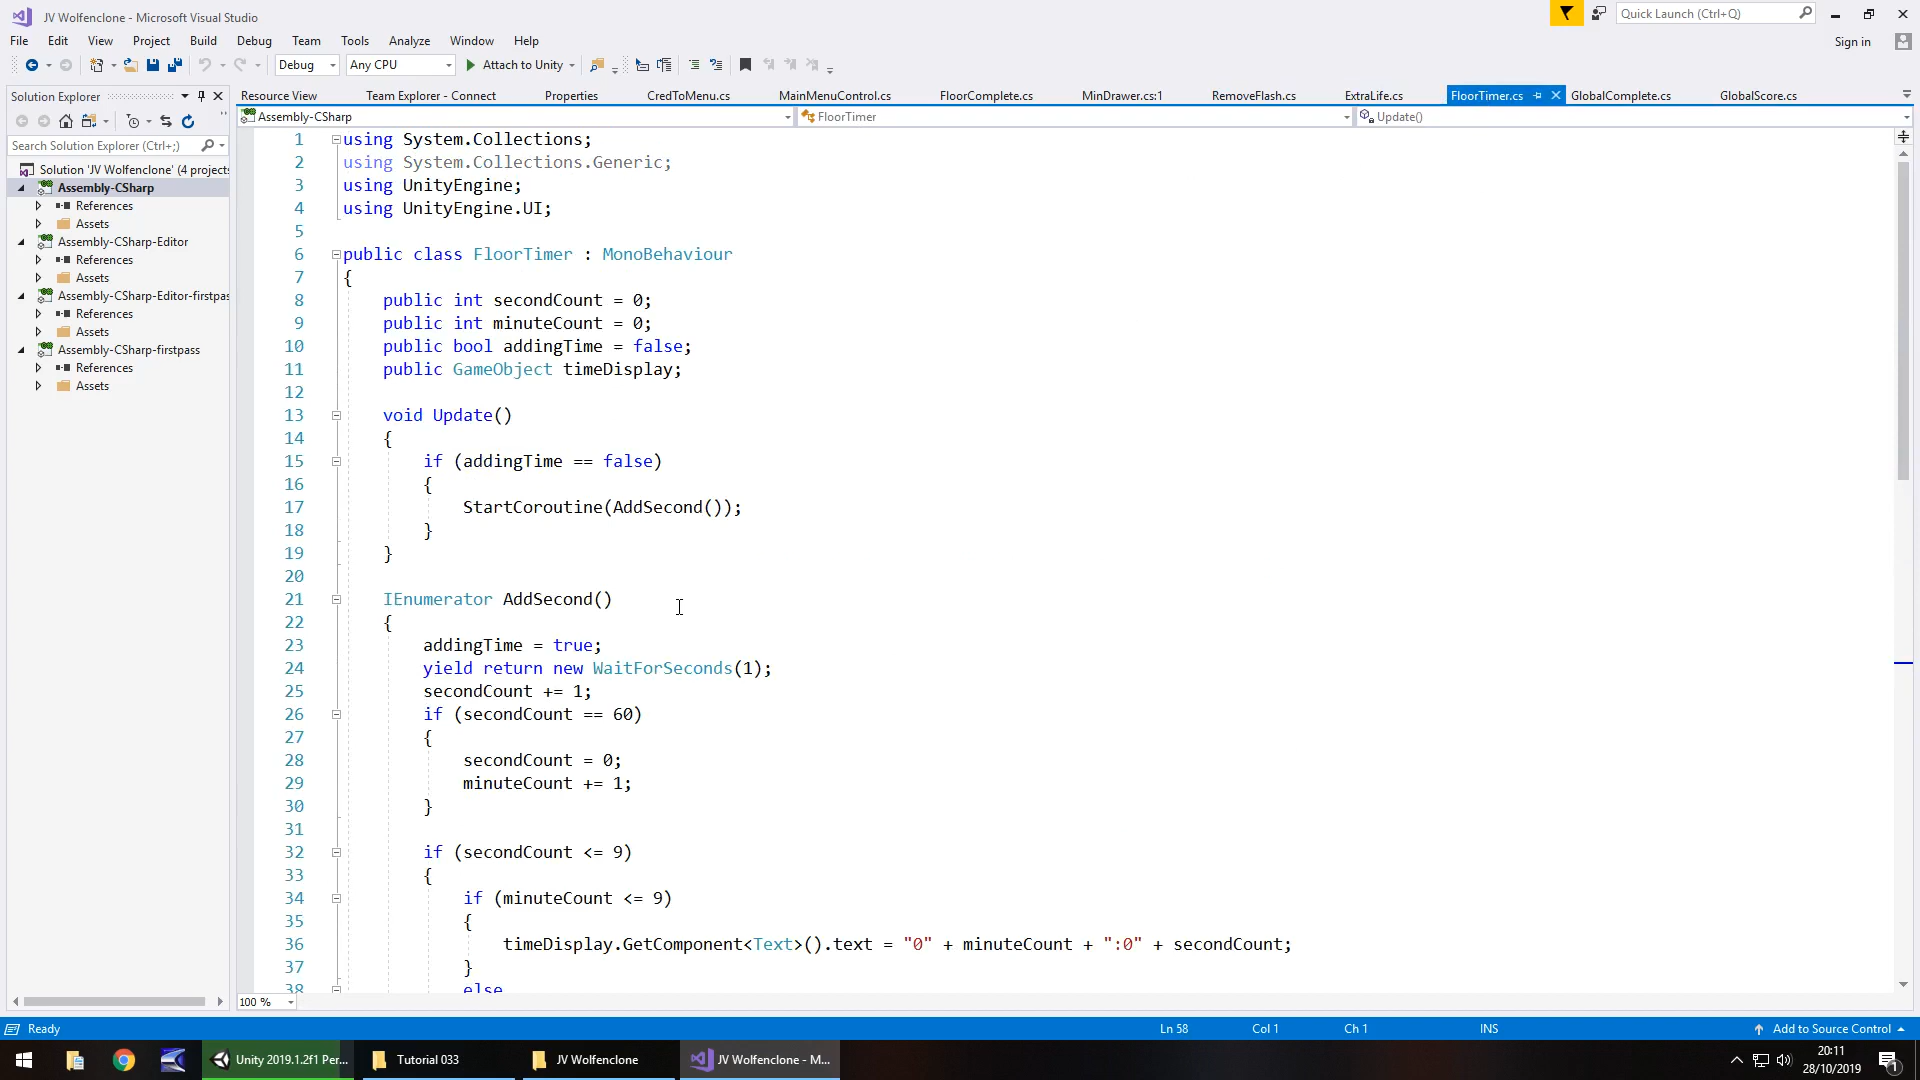 JV Wolfenclone - Microsoft Visual Studio
Quick Launch (Ctrl+Q)
File Edit View Project Build Debug Team Tools Analyze Window Help
Sign in
Debug Any CPU Attach to Unity
Solution Explorer
Resource View Team Explorer - Connect Properties CredToMenu.cs MainMenuControl.cs FloorComplete.cs MinDrawer.cs:1 RemoveFlash.cs ExtraLife.cs FloorTimer.cs GlobalComplete.cs GlobalScore.cs
Assembly-CSharp FloorTimer Update()
Search Solution Explorer (Ctrl+;)
Solution 'JV Wolfenclone' (4 projects
Assembly-CSharp
References
Assets
Assembly-CSharp-Editor
References
Assets
Assembly-CSharp-Editor-firstpas
References
Assets
Assembly-CSharp-firstpass
References
Assets
1 using System.Collections;
2 using System.Collections.Generic;
3 using UnityEngine;
4 using UnityEngine.UI;
5
6 public class FloorTimer : MonoBehaviour
7 {
8 public int secondCount = 0;
9 public int minuteCount = 0;
10 public bool addingTime = false;
11 public GameObject timeDisplay;
12
13 void Update()
14 {
15 if (addingTime == false)
16 {
17 StartCoroutine(AddSecond());
18 }
19 }
20
21 IEnumerator AddSecond()
22 {
23 addingTime = true;
24 yield return new WaitForSeconds(1);
25 secondCount += 1;
26 if (secondCount == 60)
27 {
28 secondCount = 0;
29 minuteCount += 1;
30 }
31
32 if (secondCount <= 9)
33 {
34 if (minuteCount <= 9)
35 {
36 timeDisplay.GetComponent<Text>().text = "0" + minuteCount + ":0" + secondCount;
37 }
38 else
100 %
Ready Ln 58 Col 1 Ch 1 INS Add to Source Control
Unity 2019.1.2f1 Per... Tutorial 033 JV Wolfenclone JV Wolfenclone - M...
20:11
28/10/2019
1